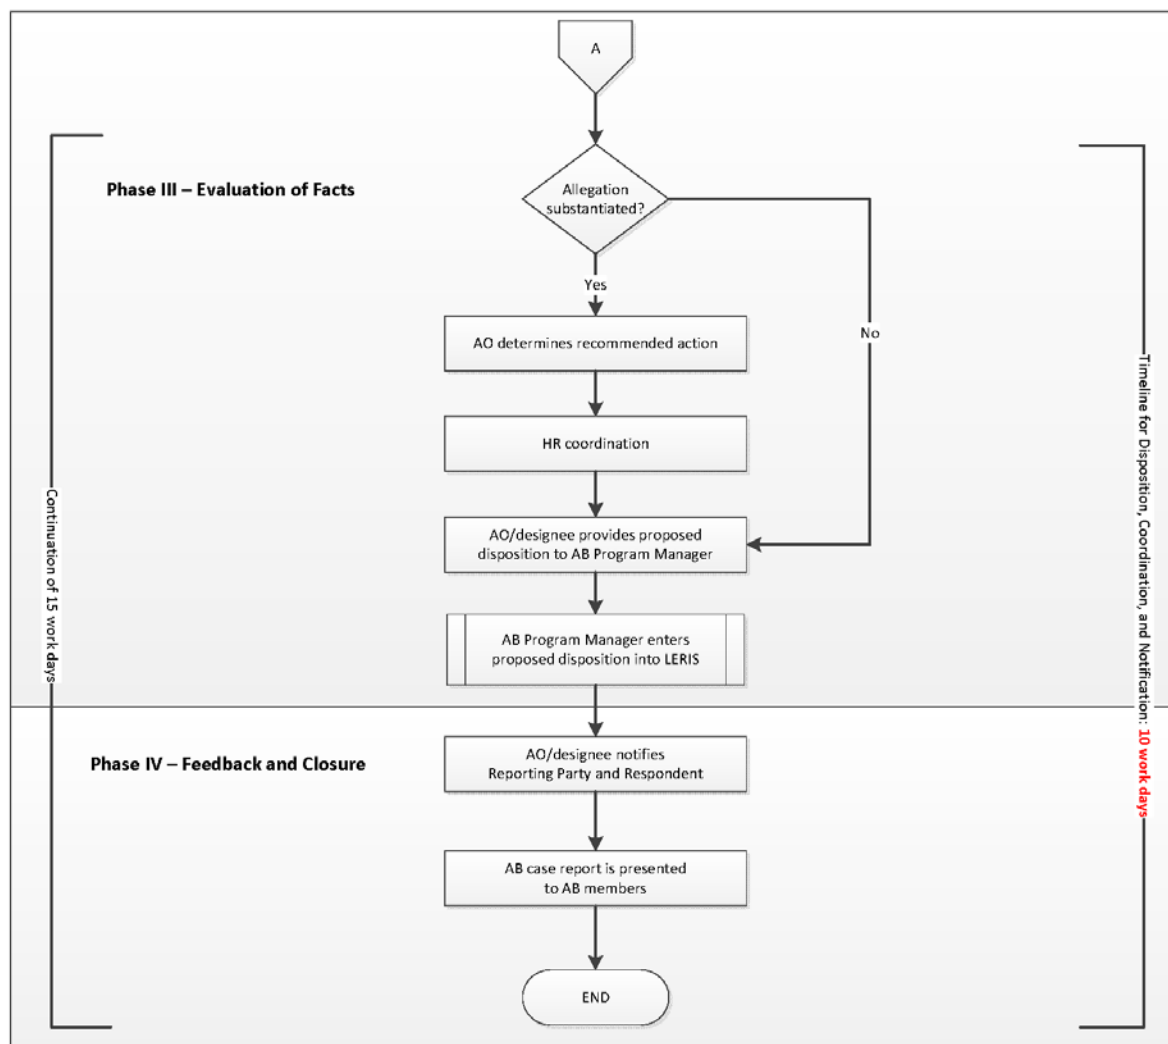 A
Phase III – Evaluation of Facts
Allegation
substantiated?
Yes
No
AO determines recommended action
HR coordination
AO/designee provides proposed
disposition to AB Program Manager
AB Program Manager enters
proposed disposition into LERIS
Continuation of 15 work days
Timeline for Disposition, Coordination, and Notification: 10 work days
Phase IV – Feedback and Closure
AO/designee notifies
Reporting Party and Respondent
AB case report is presented
to AB members
END